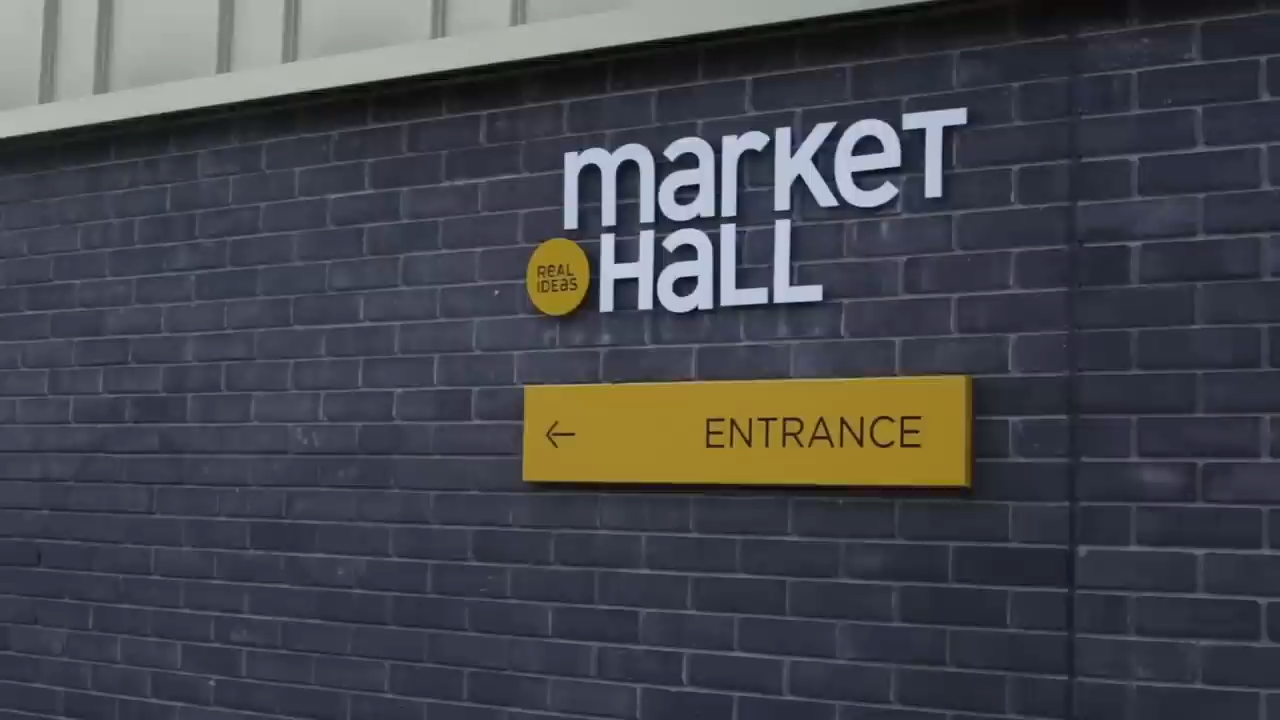 marKeT
HaLL
ReaL
IDeas
← ENTRANCE